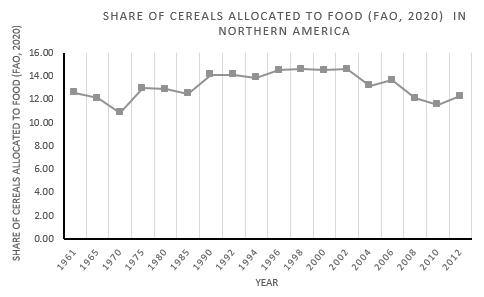 SHARE OF CEREALS ALLOCATED TO FOOD (FAO, 2020) IN
NORTHERN AMERICA
SHARE OF CEREALS ALLOCATED TO FOOD (FAO, 2020)
16.00
14.00
12.00
10.00
8.00
6.00
4.00
2.00
0.00
1961 1965 1970 1975 1980 1985 1990 1992 1994 1996 1998 2000 2002 2004 2006 2008 2010 2012
YEAR